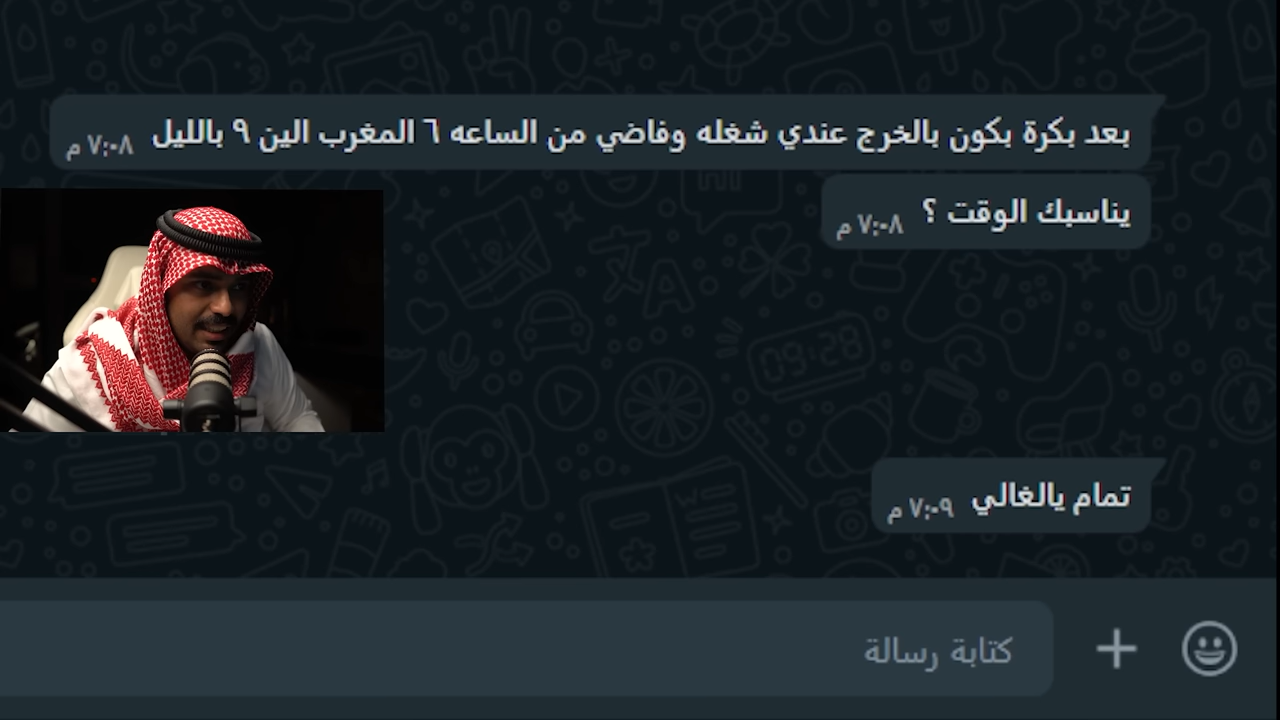 بعد بكرة بكون بالخرج عندي شغله وفاضي من الساعه ٦ المغرب الين ٩ بالليل ٧:٠٨ م
يناسبك الوقت ؟ ٧:٠٨ م
تمام يالغالي ٧:٠٩ م
كتابة رسالة